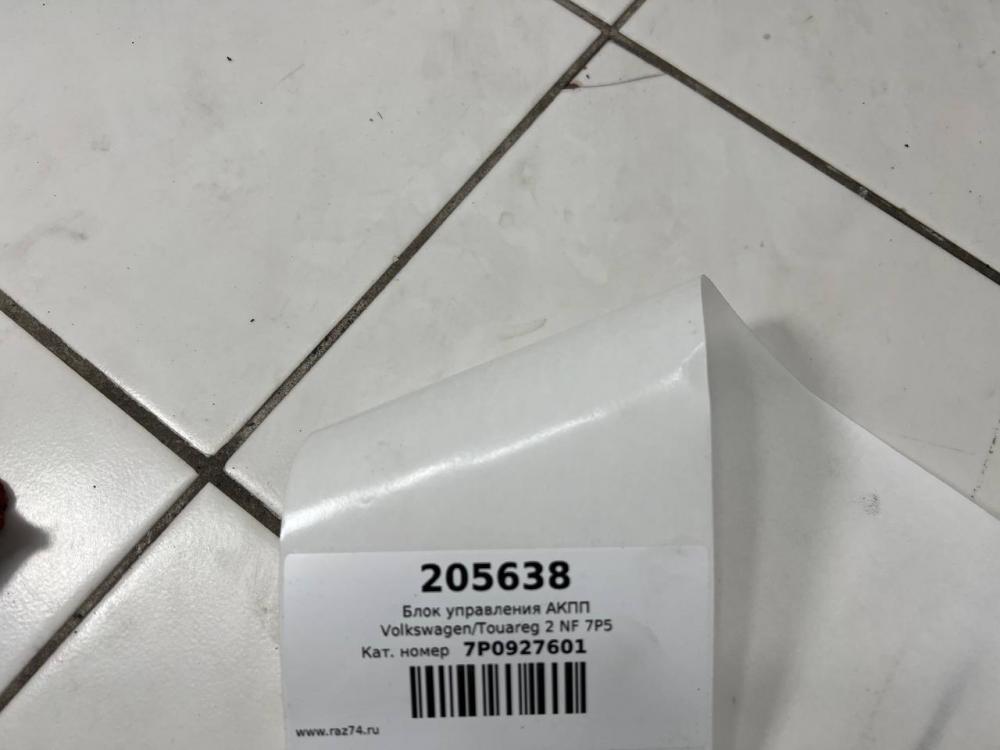 205638
Блок управления АКПП
Volkswagen/Touareg 2 NF 7P5
Кат. номер 7P0927601
www.raz74.ru